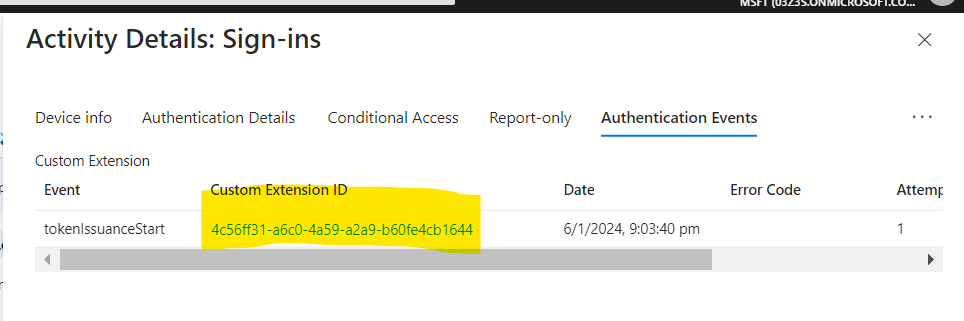 MSFT (03Z3S.ONMICROSOFT.CO...
Activity Details: Sign-ins
Device info Authentication Details Conditional Access Report-only Authentication Events ...
Custom Extension
Event Custom Extension ID Date Error Code Attemp
tokenIssuanceStart 4c56ff31-a6c0-4a59-a2a9-b60fe4cb1644 6/1/2024, 9:03:40 pm 1